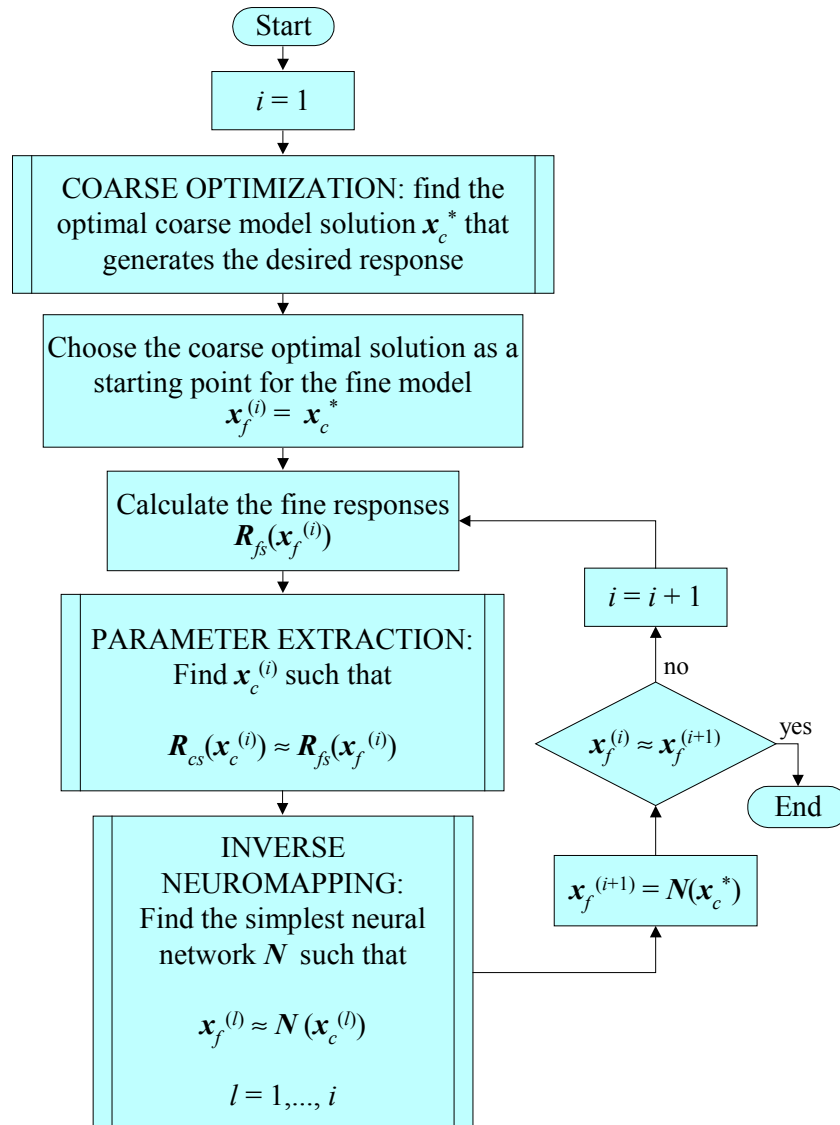 Start
i = 1
COARSE OPTIMIZATION: find the
optimal coarse model solution x_c^* that
generates the desired response
Choose the coarse optimal solution as a
starting point for the fine model
x_f^(i) = x_c^*
Calculate the fine responses
R_fs(x_f^(i))
PARAMETER EXTRACTION:
Find x_c^(i) such that
R_cs(x_c^(i)) ≈ R_fs(x_f^(i))
INVERSE
NEUROMAPPING:
Find the simplest neural
network N such that
x_f^(l) ≈ N (x_c^(l))
l = 1,..., i
x_f^(i+1) = N(x_c^*)
x_f^(i) ≈ x_f^(i+1)
no
i = i + 1
yes
End